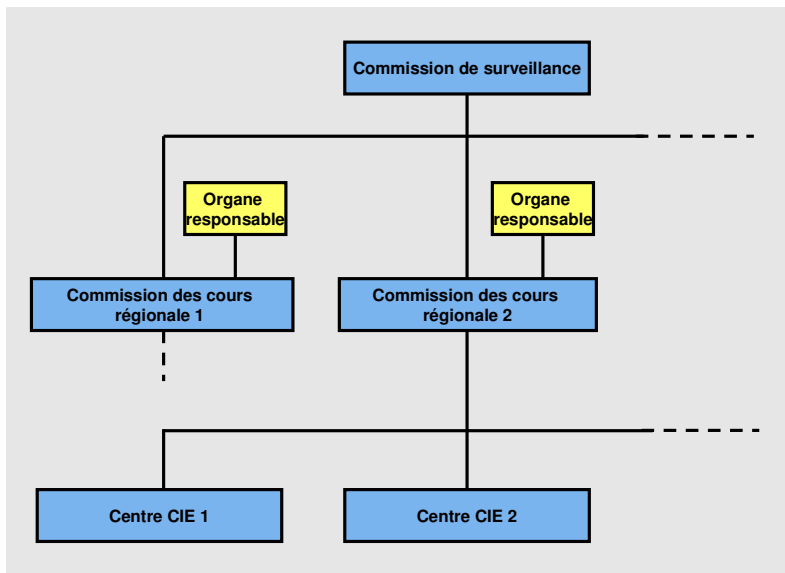 Commission de surveillance
Organe
responsable
Organe
responsable
Commission des cours
régionale 1
Commission des cours
régionale 2
Centre CIE 1
Centre CIE 2